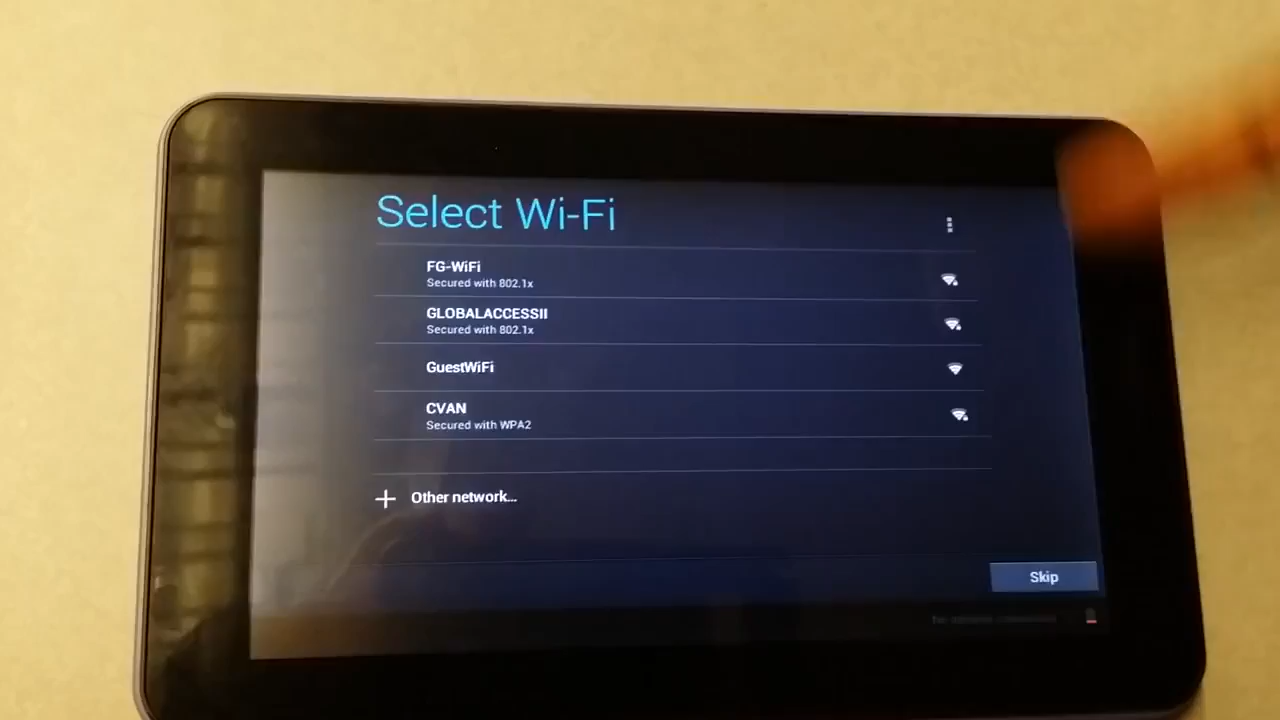 Select Wi-Fi
FG-WiFi
Secured with 802.1x
GLOBALACCESSII
Secured with 802.1x
GuestWiFi
CVAN
Secured with WPA2
Other network...
Skip